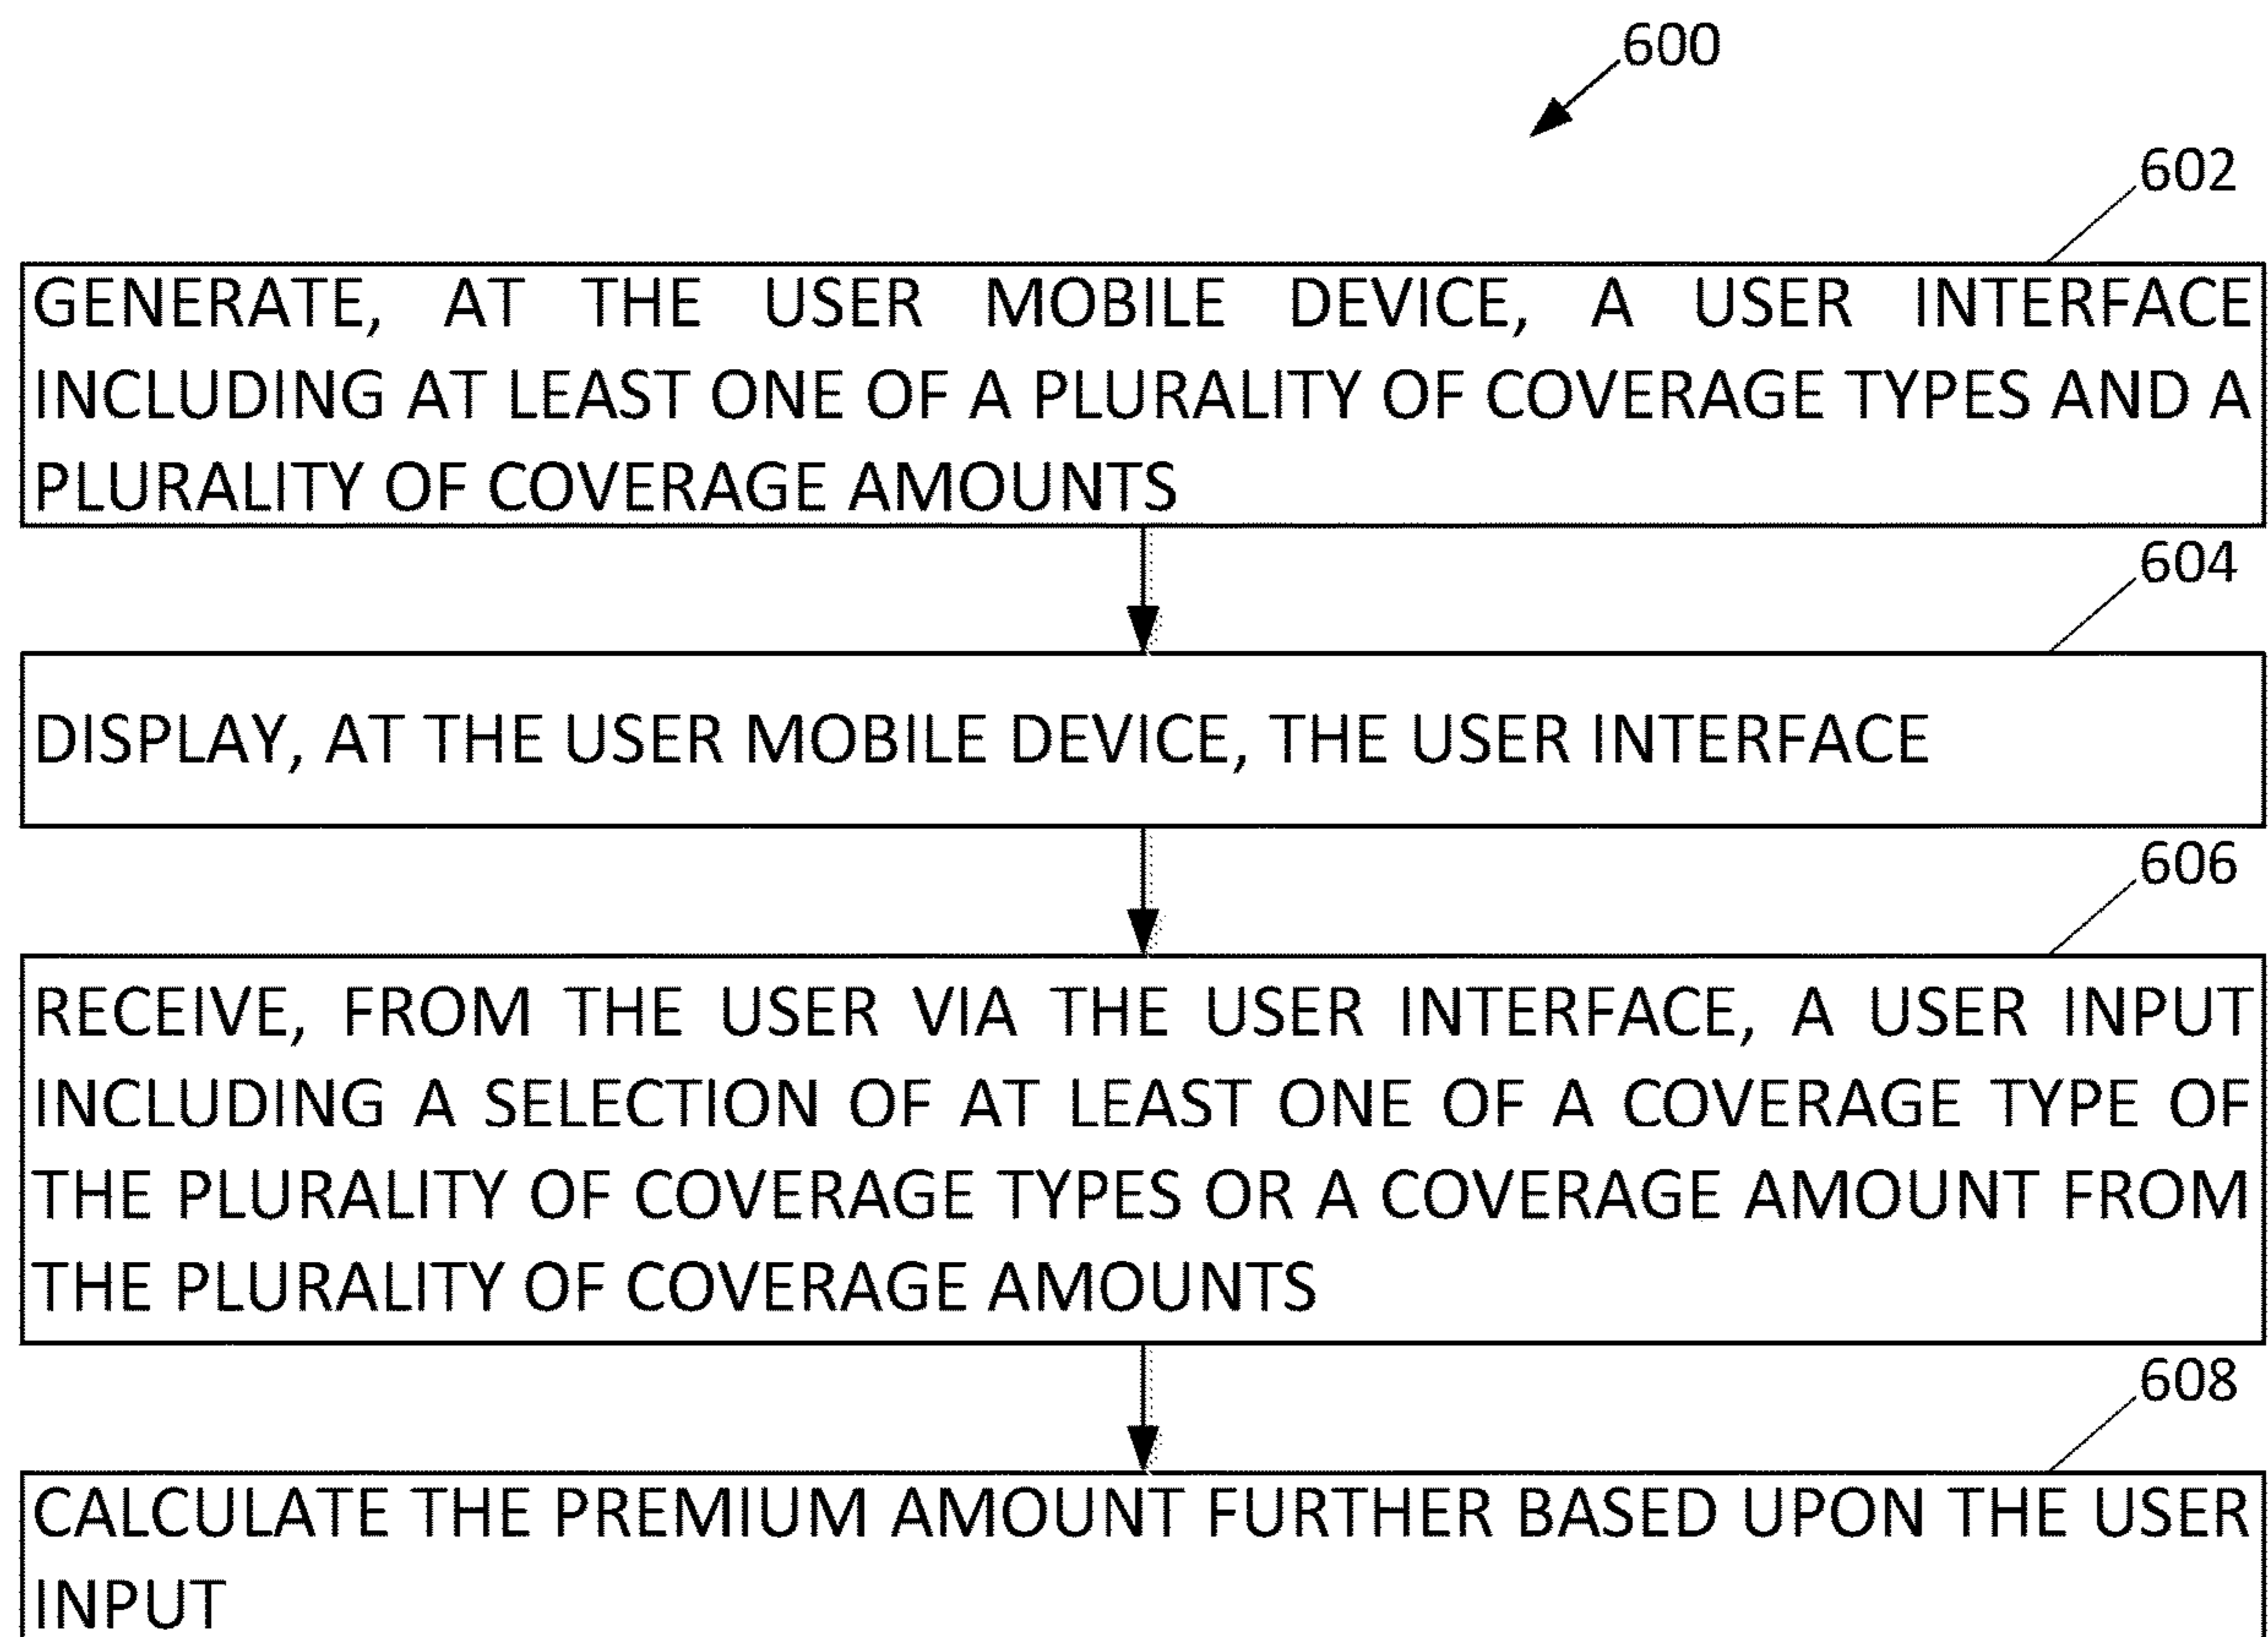 600
602
GENERATE, AT THE USER MOBILE DEVICE, A USER INTERFACE
INCLUDING AT LEAST ONE OF A PLURALITY OF COVERAGE TYPES AND A
PLURALITY OF COVERAGE AMOUNTS
604
DISPLAY, AT THE USER MOBILE DEVICE, THE USER INTERFACE
606
RECEIVE, FROM THE USER VIA THE USER INTERFACE, A USER INPUT
INCLUDING A SELECTION OF AT LEAST ONE OF A COVERAGE TYPE OF
THE PLURALITY OF COVERAGE TYPES OR A COVERAGE AMOUNT FROM
THE PLURALITY OF COVERAGE AMOUNTS
608
CALCULATE THE PREMIUM AMOUNT FURTHER BASED UPON THE USER
INPUT